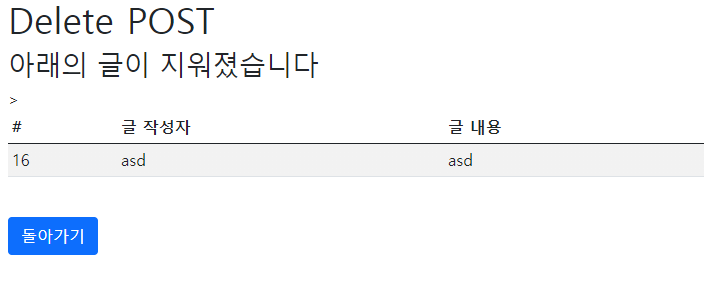 Delete POST
아래의 글이 지워졌습니다
>
# 글 작성자 글 내용
16 asd asd
돌아가기